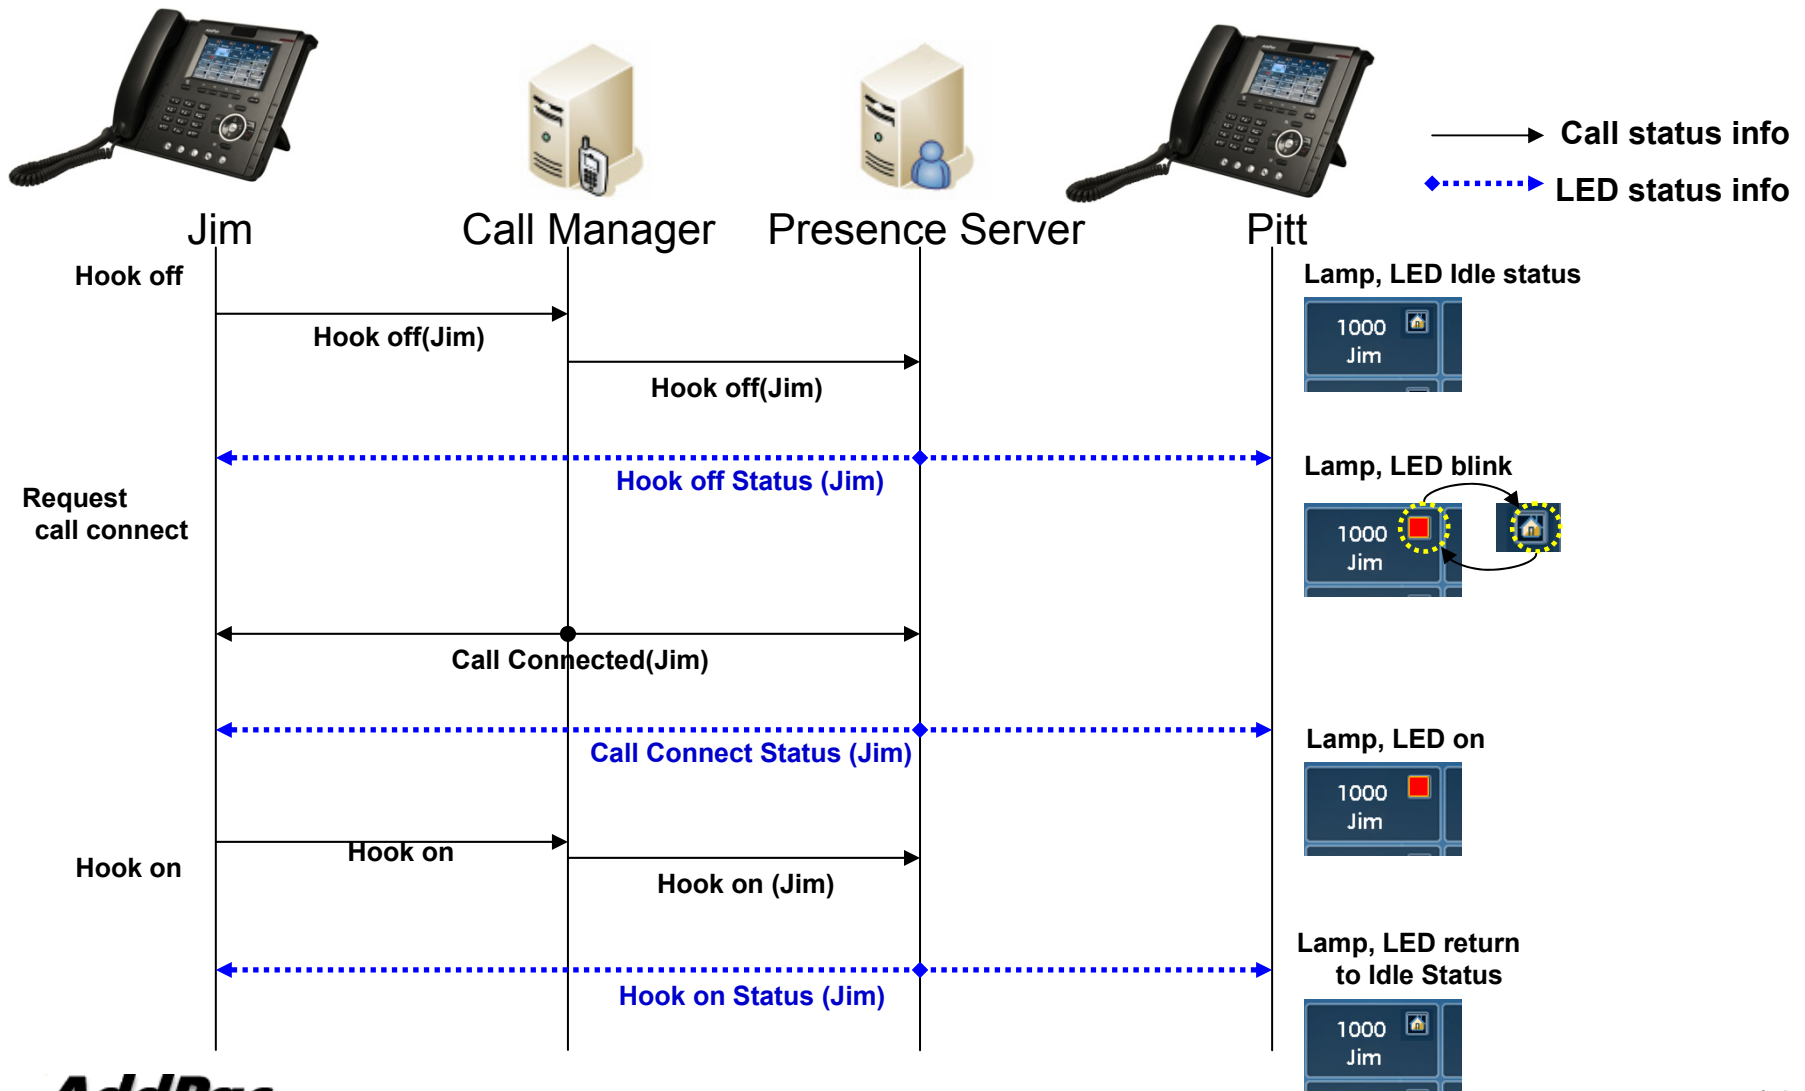 Call status info
LED status info
Jim
Call Manager
Presence Server
Pitt
Hook off
Lamp, LED Idle status
Hook off(Jim)
1000
Jim
Hook off(Jim)
Hook off Status (Jim)
Lamp, LED blink
Request
call connect
1000
Jim
Call Connected(Jim)
Call Connect Status (Jim)
Lamp, LED on
1000
Jim
Hook on
Hook on
Hook on (Jim)
Lamp, LED return
to Idle Status
Hook on Status (Jim)
1000
Jim
AddPac